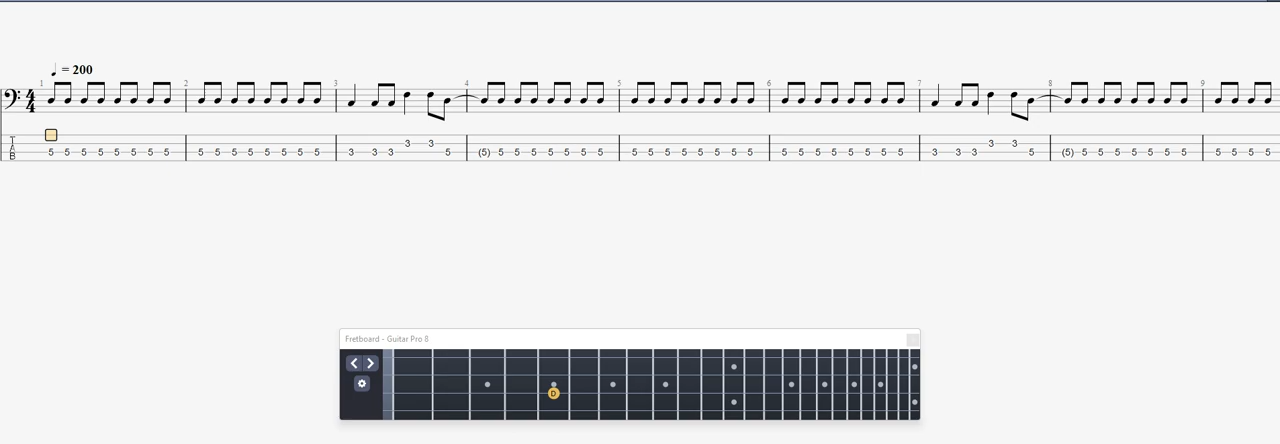 ♩ = 200
1 2 3 4 5 6 7 8 9
4
4
T
A
B
3 3 3 3
5 5 5 5 5 5 5 5 5 5 5 5 5 5 5 5 3 3 3 5 (5) 5 5 5 5 5 5 5 5 5 5 5 5 5 5 5 5 5 5 5 5 5 5 5 3 3 3 5 (5) 5 5 5 5 5 5 5 5 5 5 5
Fretboard - Guitar Pro 8
D